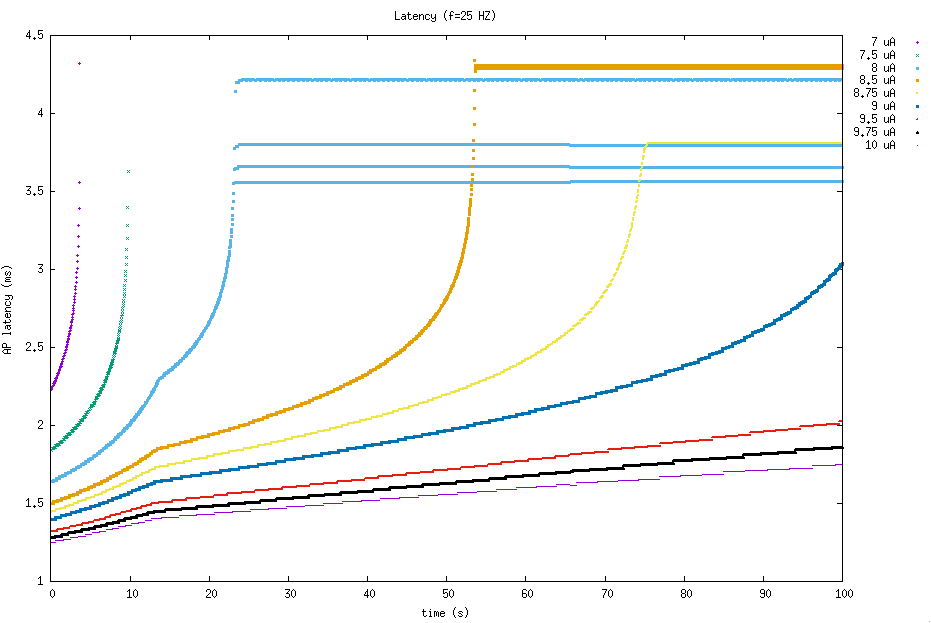 Latency (f=25 HZ)
4.5
4
3.5
3
2.5
2
1.5
1
AP latency (ms)
0 10 20 30 40 50 60 70 80 90 100
time (s)
7 uA
7.5 uA
8 uA
8.5 uA
8.75 uA
9 uA
9.5 uA
9.75 uA
10 uA